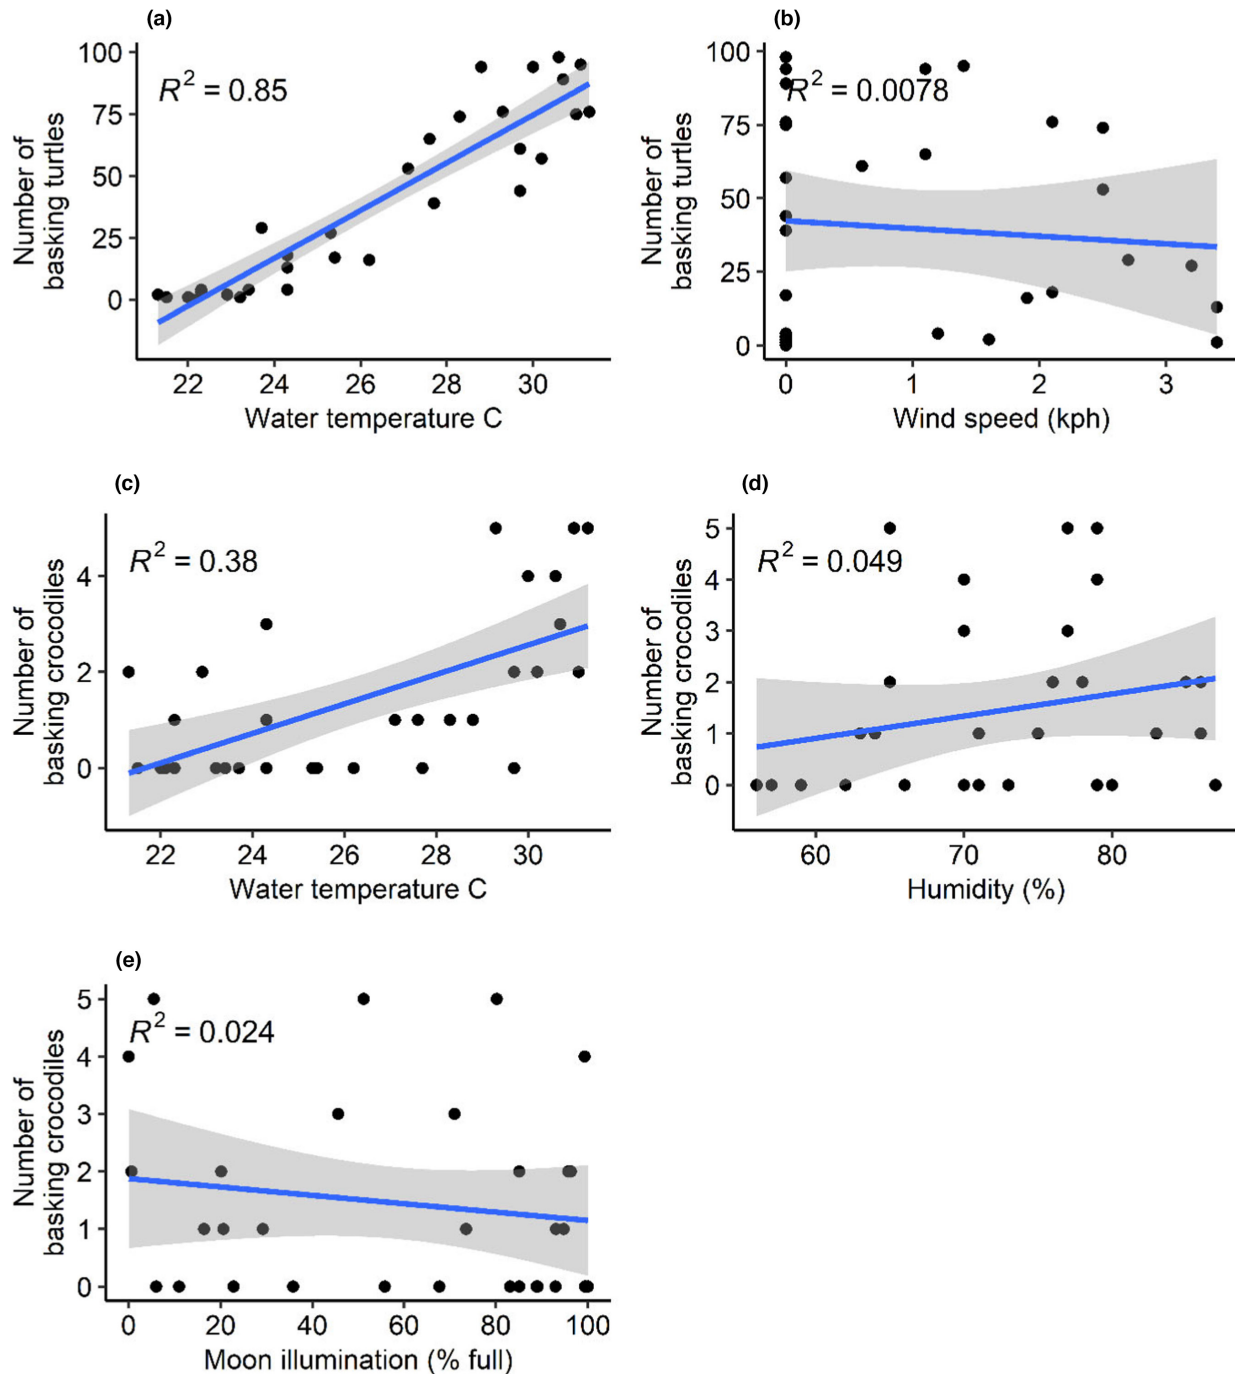 (a)
R² = 0.85
100
75
50
25
0
Number of
basking turtles
22 24 26 28 30
Water temperature C
(b)
R² = 0.0078
100
75
50
25
0
Number of
basking turtles
0 1 2 3
Wind speed (kph)
(c)
R² = 0.38
4
2
0
Number of
basking crocodiles
22 24 26 28 30
Water temperature C
(d)
R² = 0.049
5
4
3
2
1
0
Number of
basking crocodiles
60 70 80
Humidity (%)
(e)
R² = 0.024
5
4
3
2
1
0
Number of
basking crocodiles
0 20 40 60 80 100
Moon illumination (% full)